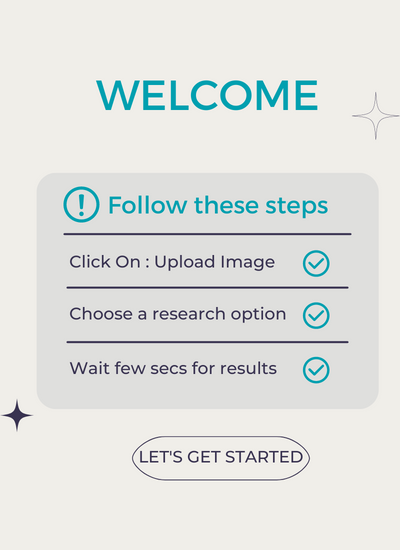 WELCOME
Follow these steps
Click On : Upload Image
Choose a research option
Wait few secs for results
LET'S GET STARTED